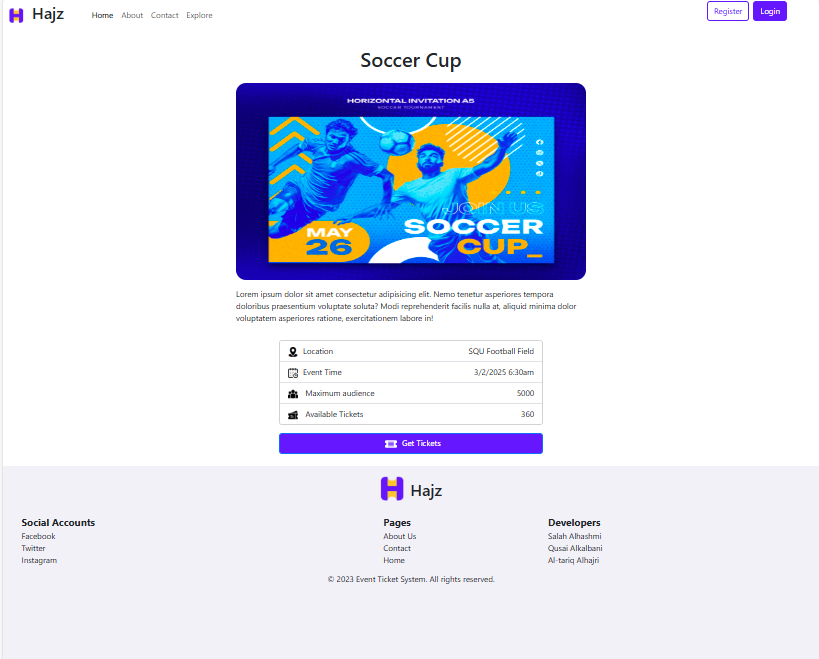 Hajz
Home About Contact Explore
Register Login
Soccer Cup
HORIZONTAL INVITATION A5
SOCCER TOURNAMENT
JOIN US
SOCCER
CUP_
MAY
26
Lorem ipsum dolor sit amet consectetur adipisicing elit. Nemo tenetur asperiores tempora
doloribus praesentium voluptate soluta? Modi reprehenderit facilis nulla at, aliquid minima dolor
voluptatem asperiores ratione, exercitationem labore in!
Location SQU Football Field
Event Time 3/2/2025 6:30am
Maximum audience 5000
Available Tickets 360
Get Tickets
Hajz
Social Accounts
Facebook
Twitter
Instagram
Pages
About Us
Contact
Home
Developers
Salah Alhashmi
Qusai Alkalbani
Al-tariq Alhajri
© 2023 Event Ticket System. All rights reserved.